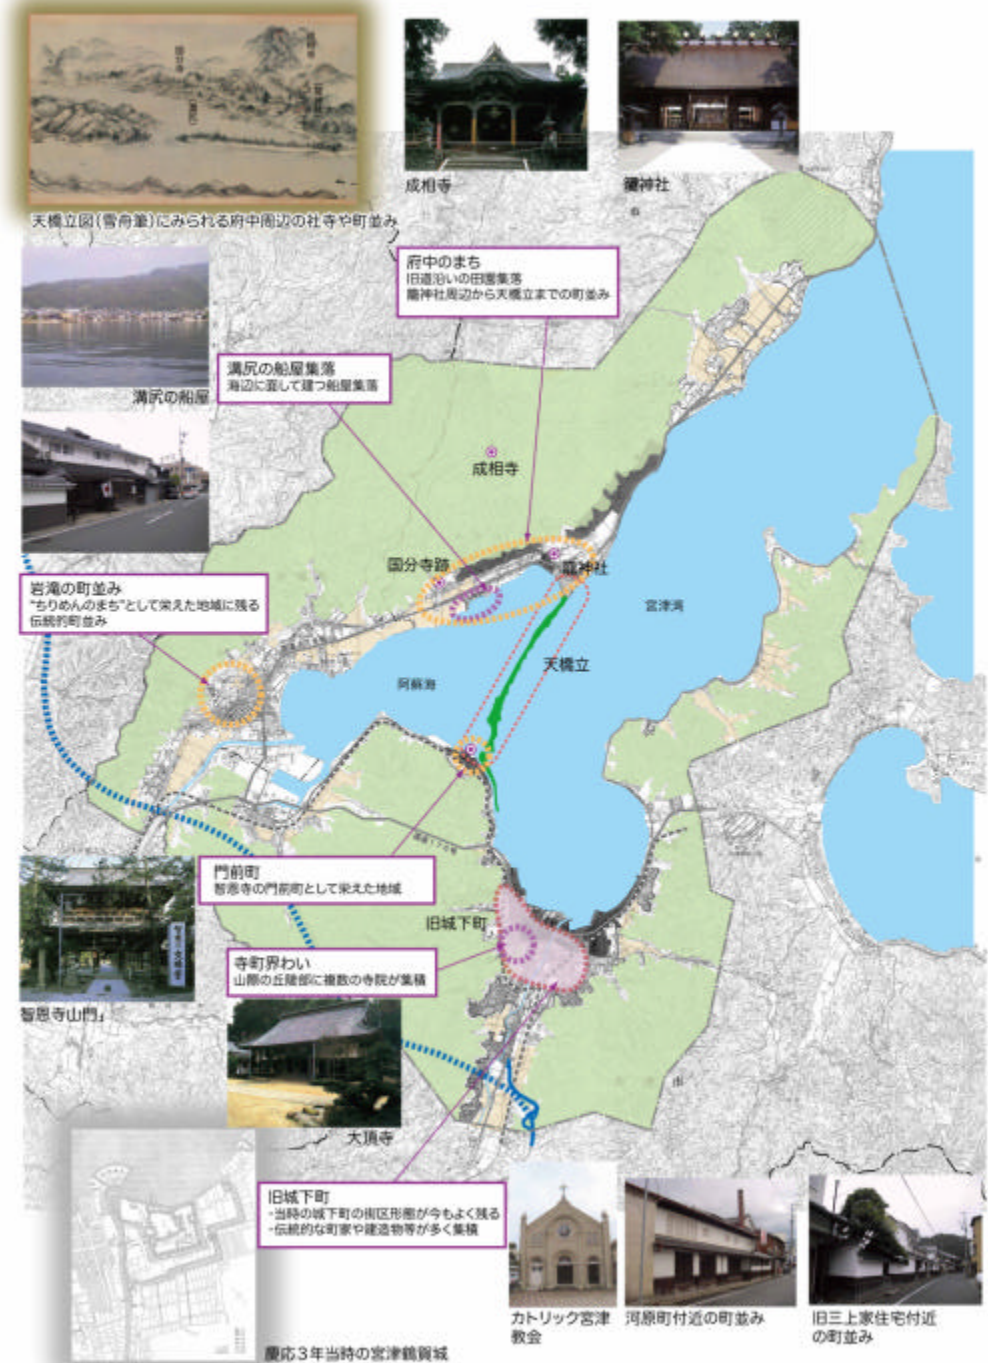 天橋立図(雪舟筆)にみられる府中周辺の社寺や町並み
国分寺
成相寺
籠神社
府中のまち
旧道沿いの田園集落
籠神社周辺から天橋立までの町並み
溝尻の船屋集落
海辺に面して建つ船屋集落
溝尻の船屋
成相寺
国分寺跡
籠神社
岩滝の町並み
“ちりめんのまち”として栄えた地域に残る
伝統的町並み
宮津湾
天橋立
阿蘇海
門前町
智恩寺の門前町として栄えた地域
旧城下町
寺町界わい
山際の丘陵部に複数の寺院が集積
智恩寺山門
大頂寺
市
旧城下町
-当時の城下町の街区形態が今もよく残る
-伝統的な町家や建造物等が多く集積
カトリック宮津
教会
河原町付近の町並み
旧三上家住宅付近
の町並み
慶応3年当時の宮津鶴賀城